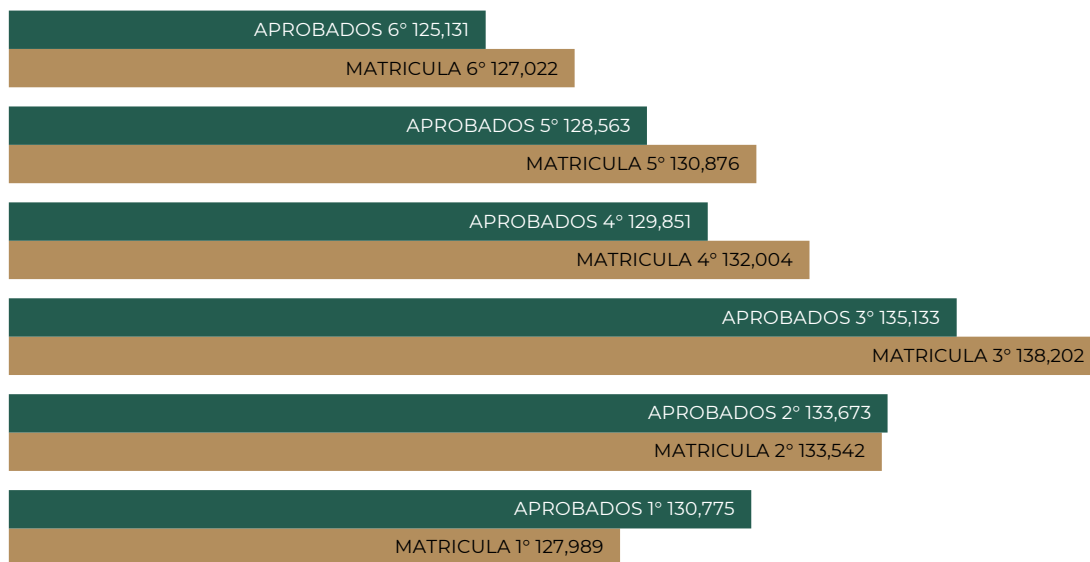 APROBADOS 6° 125,131
MATRICULA 6° 127,022
APROBADOS 5° 128,563
MATRICULA 5° 130,876
APROBADOS 4° 129,851
MATRICULA 4° 132,004
APROBADOS 3° 135,133
MATRICULA 3° 138,202
APROBADOS 2° 133,673
MATRICULA 2° 133,542
APROBADOS 1° 130,775
MATRICULA 1° 127,989